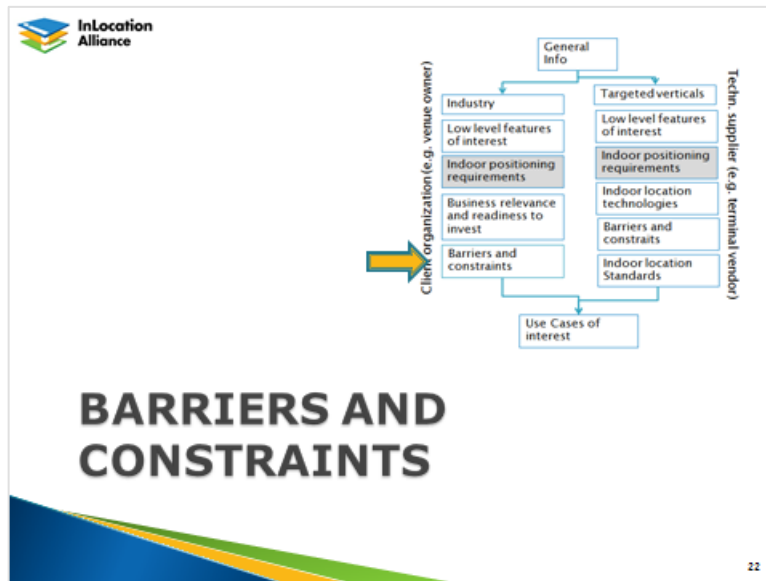 InLocation
Alliance
General
Info
Client organization (e.g. venue owner)
Industry
Low level features
of interest
Indoor positioning
requirements
Business relevance
and readiness to
invest
Barriers and
constraints
Targeted verticals
Low level features
of interest
Indoor positioning
requirements
Indoor location
technologies
Barriers and
constraits
Indoor location
Standards
Techn. supplier (e.g. terminal vendor)
Use Cases of
interest
BARRIERS AND
CONSTRAINTS
22